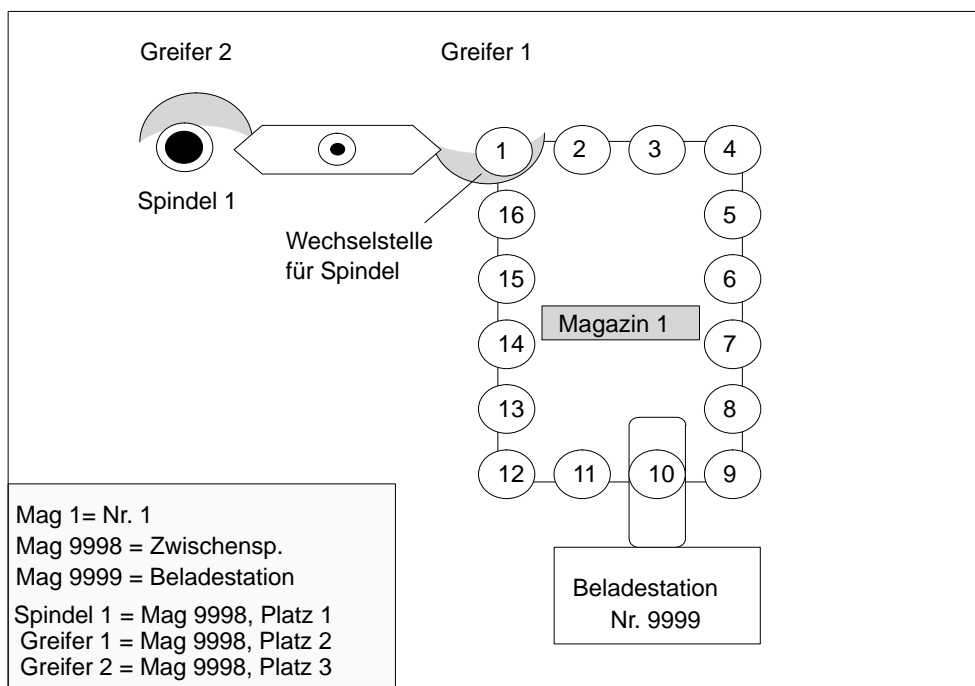 Greifer 2
Greifer 1
1
2
3
4
Spindel 1
16
5
Wechselstelle
für Spindel
15
6
Magazin 1
14
7
13
8
12
11
10
9
Mag 1= Nr. 1
Mag 9998 = Zwischensp.
Mag 9999 = Beladestation
Spindel 1 = Mag 9998, Platz 1
Greifer 1 = Mag 9998, Platz 2
Greifer 2 = Mag 9998, Platz 3
Beladestation
Nr. 9999